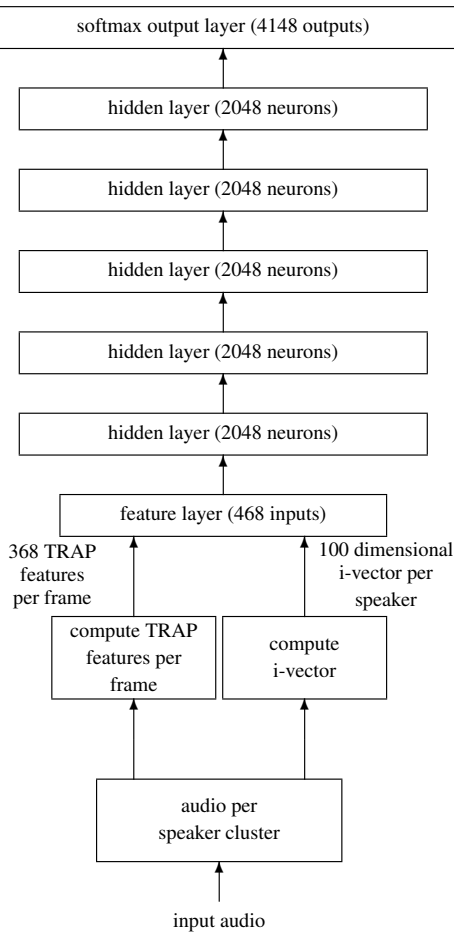 softmax output layer (4148 outputs)
hidden layer (2048 neurons)
hidden layer (2048 neurons)
hidden layer (2048 neurons)
hidden layer (2048 neurons)
hidden layer (2048 neurons)
feature layer (468 inputs)
368 TRAP
features
per frame
100 dimensional
i-vector per
speaker
compute TRAP
features per
frame
compute
i-vector
audio per
speaker cluster
input audio